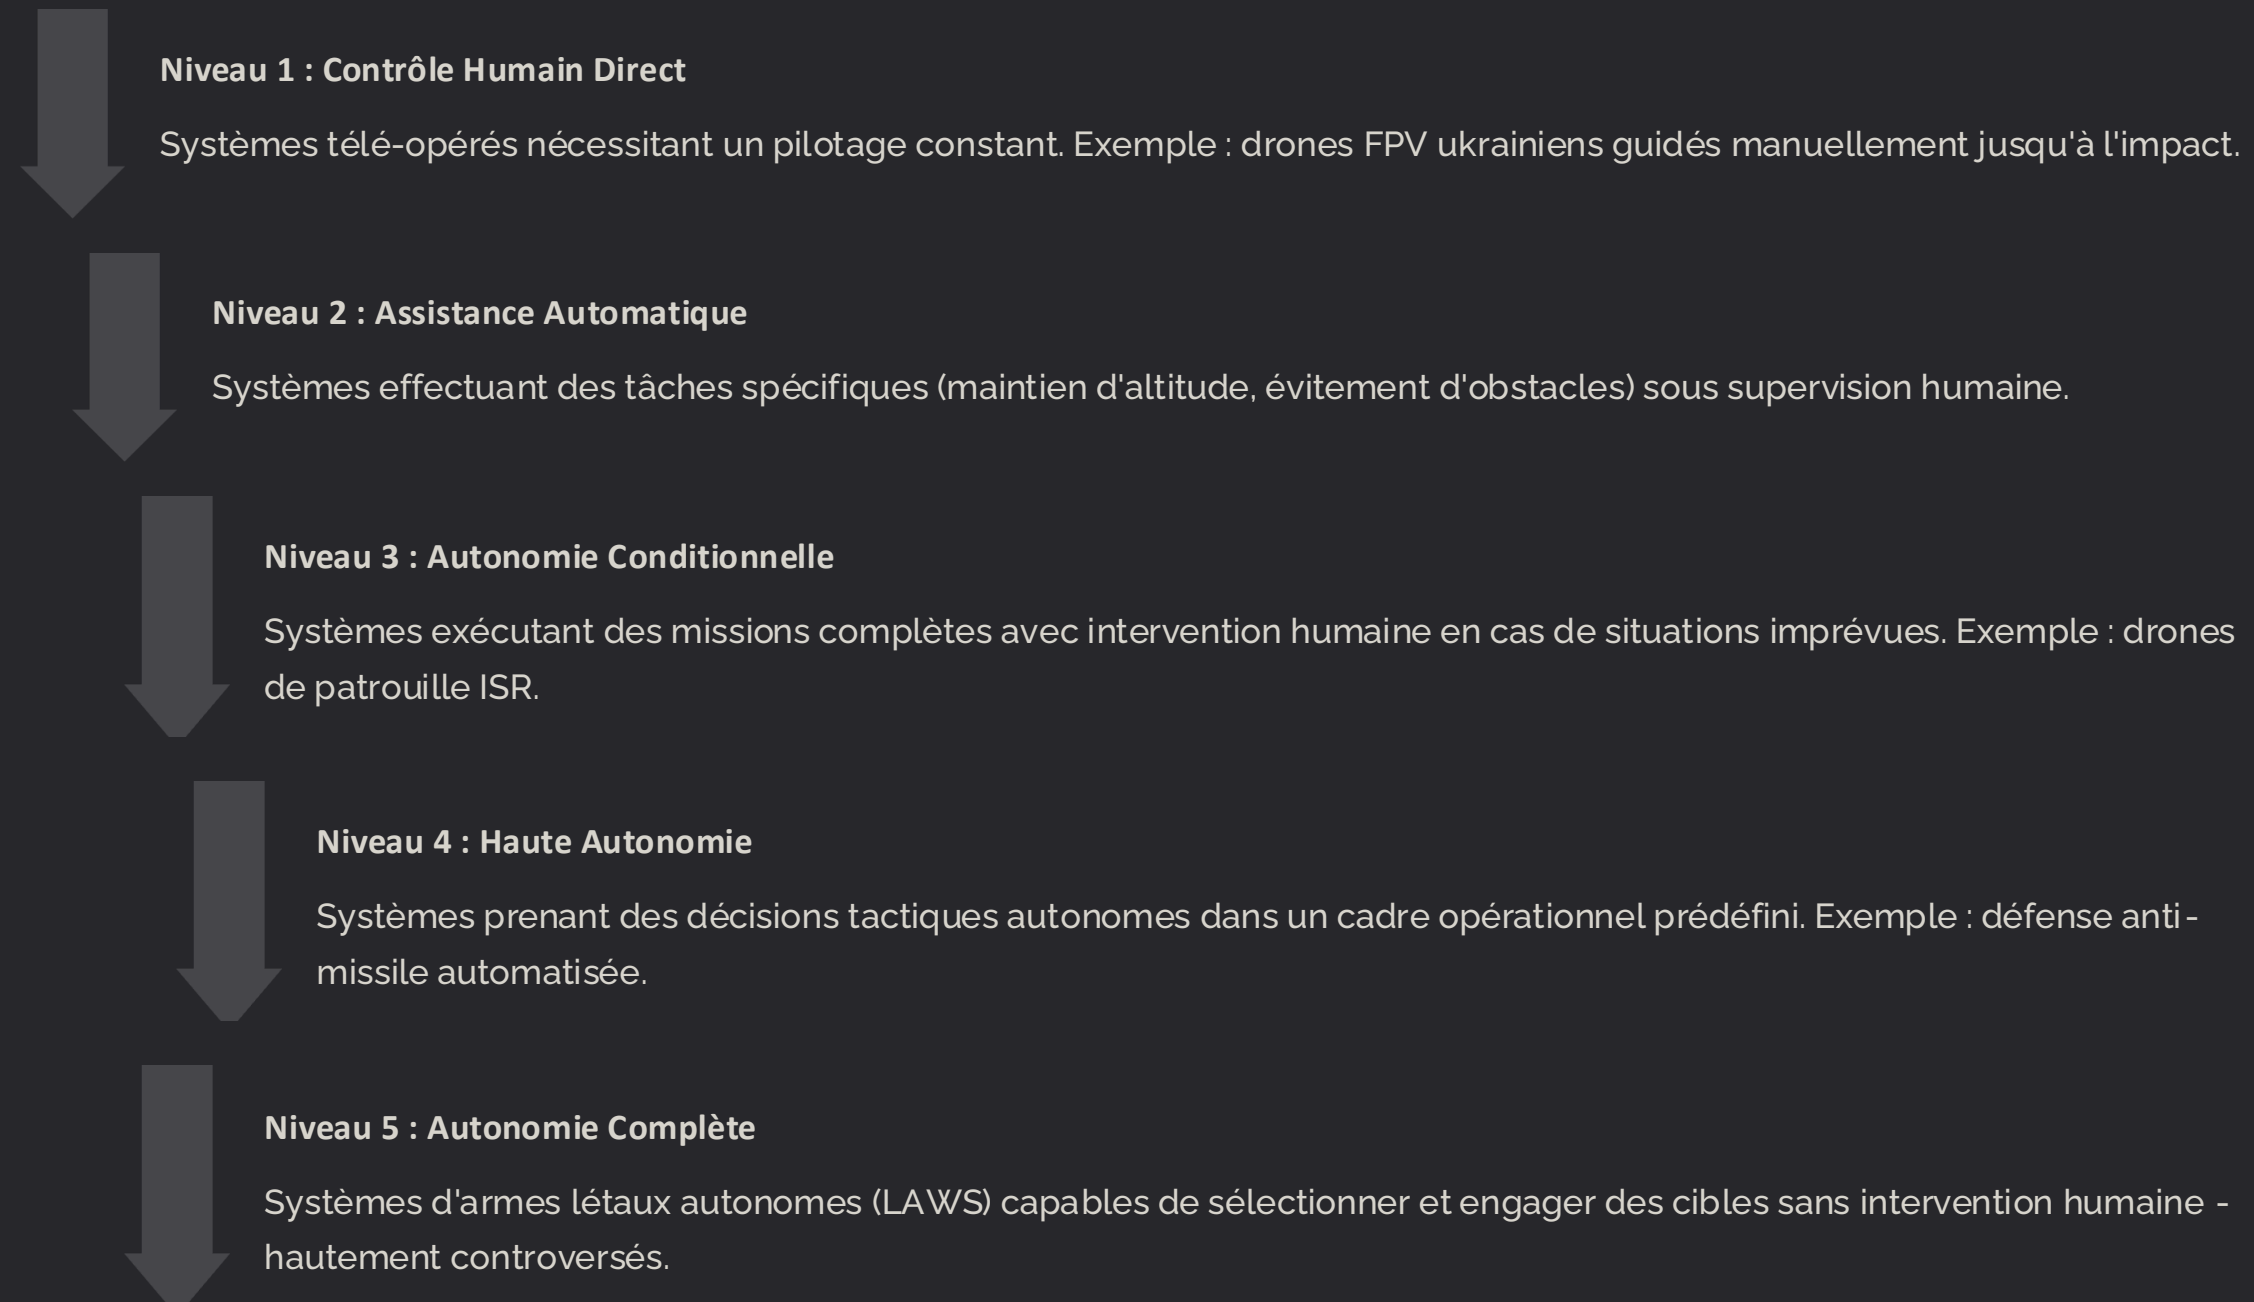 Niveau 1 : Contrôle Humain Direct
Systèmes télé-opérés nécessitant un pilotage constant. Exemple : drones FPV ukrainiens guidés manuellement jusqu'à l'impact.
Niveau 2 : Assistance Automatique
Systèmes effectuant des tâches spécifiques (maintien d'altitude, évitement d'obstacles) sous supervision humaine.
Niveau 3 : Autonomie Conditionnelle
Systèmes exécutant des missions complètes avec intervention humaine en cas de situations imprévues. Exemple : drones
de patrouille ISR.
Niveau 4 : Haute Autonomie
Systèmes prenant des décisions tactiques autonomes dans un cadre opérationnel prédéfini. Exemple : défense anti-
missile automatisée.
Niveau 5 : Autonomie Complète
Systèmes d'armes létaux autonomes (LAWS) capables de sélectionner et engager des cibles sans intervention humaine -
hautement controversés.